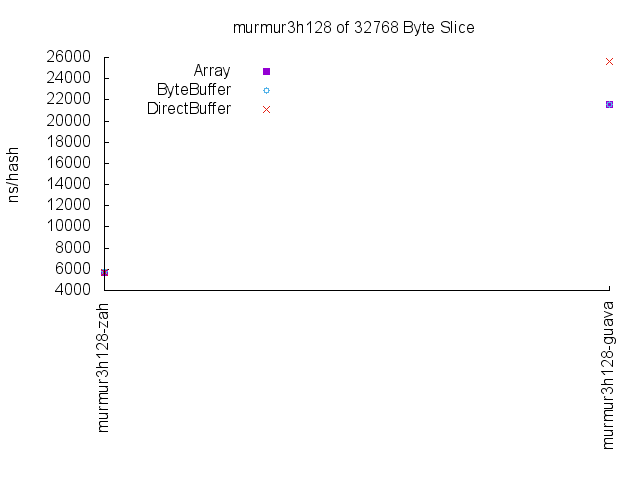 murmur3h128 of 32768 Byte Slice
ns/hash
26000
24000
22000
20000
18000
16000
14000
12000
10000
8000
6000
4000
Array
ByteBuffer
DirectBuffer
murmur3h128-zah
murmur3h128-guava